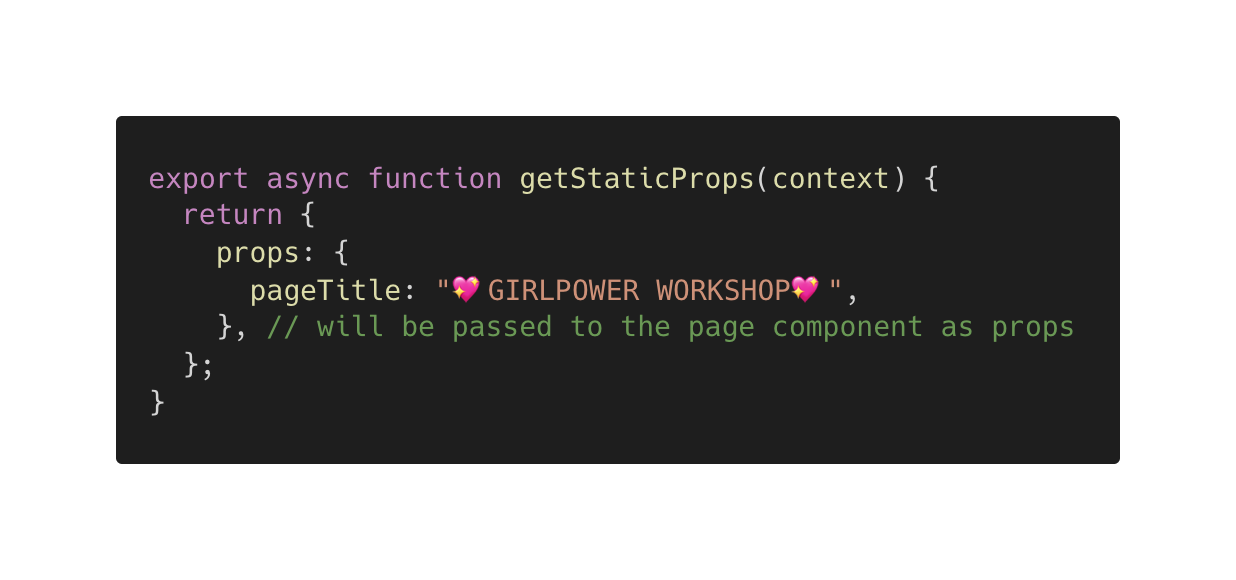 export async function getStaticProps(context) {
  return {
    props: {
      pageTitle: "💖 GIRLPOWER WORKSHOP💖 ",
    }, // will be passed to the page component as props
  };
}